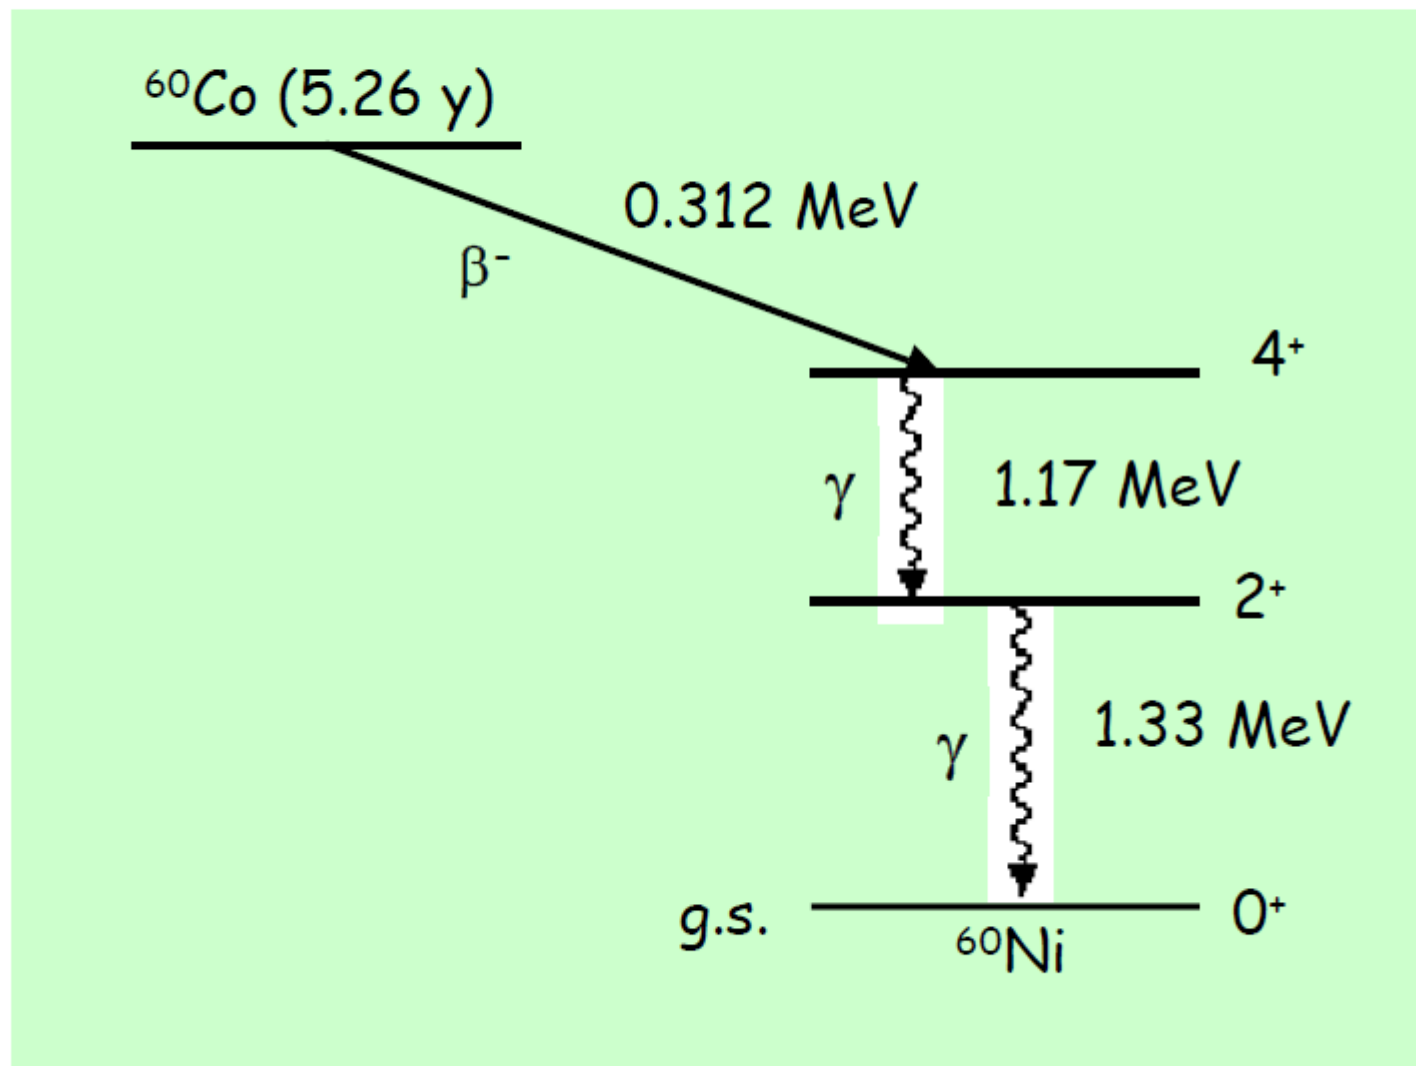 ⁶⁰Co (5.26 y)
0.312 MeV
β⁻
4⁺
γ
1.17 MeV
2⁺
γ
1.33 MeV
g.s.
0⁺
⁶⁰Ni